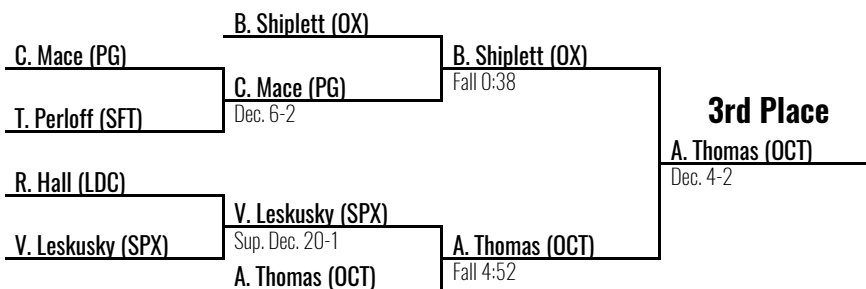 B. Shiplett (OX)
C. Mace (PG)
B. Shiplett (OX)
Fall 0:38
C. Mace (PG)
Dec. 6-2
T. Perloff (SFT)
3rd Place
A. Thomas (OCT)
Dec. 4-2
R. Hall (LDC)
V. Leskusky (SPX)
Sup. Dec. 20-1
V. Leskusky (SPX)
A. Thomas (OCT)
Fall 4:52
A. Thomas (OCT)